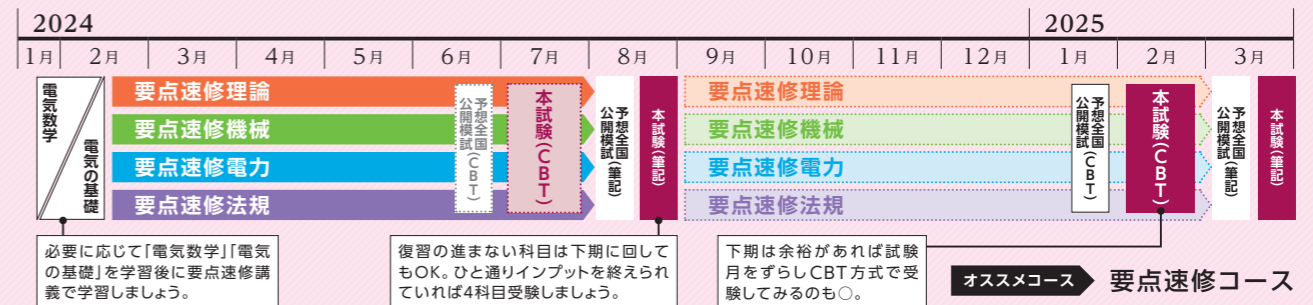 2024
2025
1月
2月
3月
4月
5月
6月
7月
8月
9月
10月
11月
12月
1月
2月
3月
電気数学
電気の基礎
要点速修理論
要点速修機械
要点速修電力
要点速修法規
予想全国
公開模試(CBT)
本試験(CBT)
予想全国
公開模試(筆記)
本試験(筆記)
要点速修理論
要点速修機械
要点速修電力
要点速修法規
予想全国
公開模試(CBT)
本試験(CBT)
予想全国
公開模試(筆記)
本試験(筆記)
必要に応じて「電気数学」「電気
の基礎」を学習後に要点速修講
義で学習しましょう。
復習の進まない科目は下期に回して
もOK。ひと通りインプットを終えられ
ていれば4科目受験しましょう。
下期は余裕があれば試験
月をずらしCBT方式で受
験してみるのも○。
オススメコース 要点速修コース